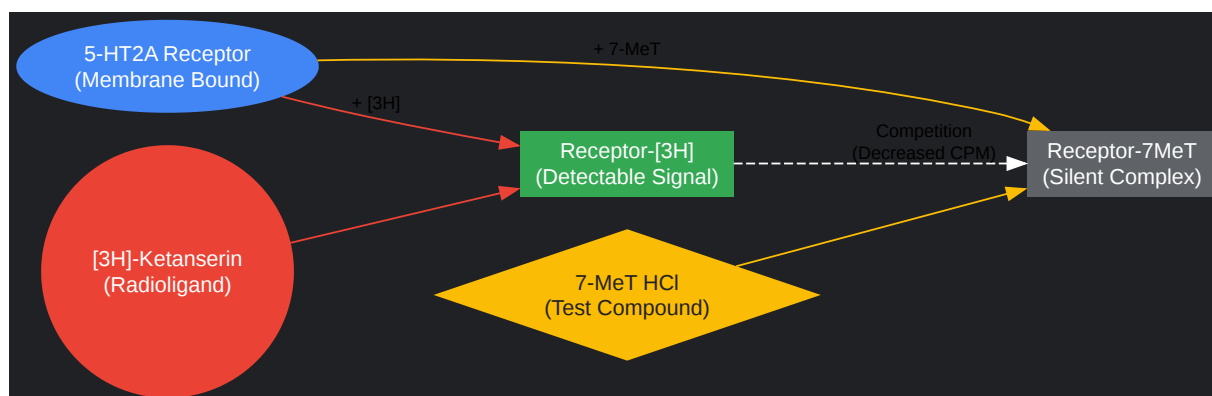 5-HT2A Receptor
(Membrane Bound)
+ 7-MeT
+ [3H]
Receptor-[3H]
(Detectable Signal)
Competition
(Decreased CPM)
Receptor-7MeT
(Silent Complex)
[3H]-Ketanserin
(Radioligand)
7-MeT HCl
(Test Compound)